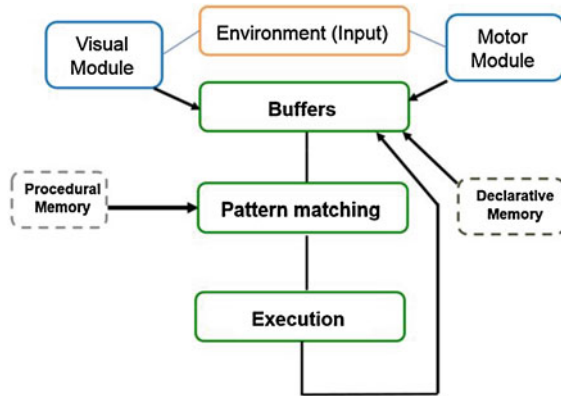 Visual
Module
Environment (Input)
Motor
Module
Buffers
Procedural
Memory
Pattern matching
Declarative
Memory
Execution